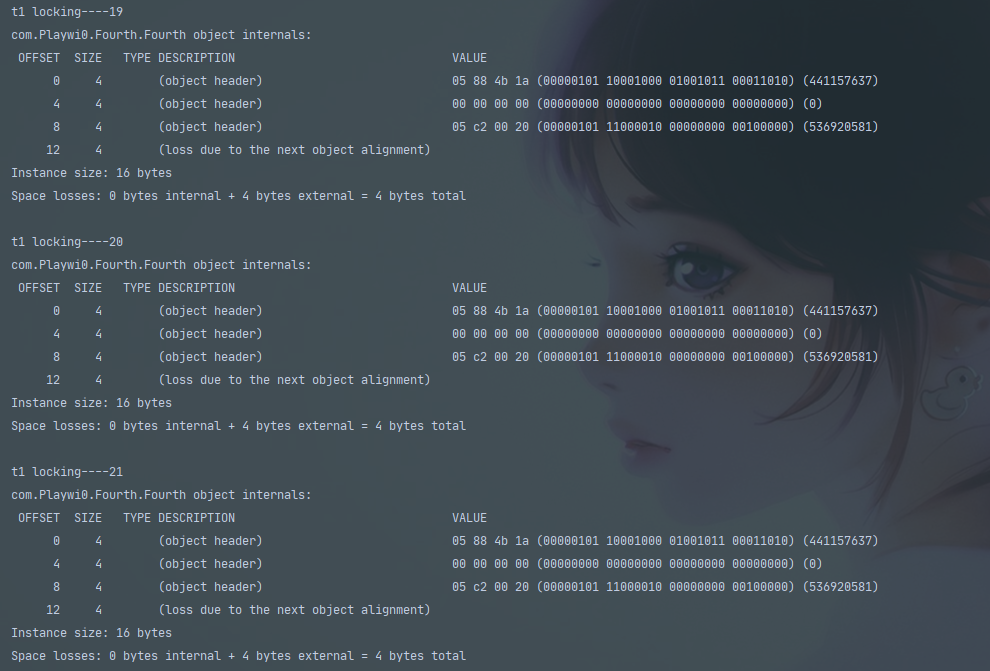 t1 locking----19
com.Playwi0.Fourth.Fourth object internals:
OFFSET SIZE TYPE DESCRIPTION VALUE
0 4 (object header) 05 88 4b 1a (00000101 10001000 01001011 00011010) (441157637)
4 4 (object header) 00 00 00 00 (00000000 00000000 00000000 00000000) (0)
8 4 (object header) 05 c2 00 20 (00000101 11000010 00000000 00100000) (536920581)
12 4 (loss due to the next object alignment)
Instance size: 16 bytes
Space losses: 0 bytes internal + 4 bytes external = 4 bytes total
t1 locking----20
com.Playwi0.Fourth.Fourth object internals:
OFFSET SIZE TYPE DESCRIPTION VALUE
0 4 (object header) 05 88 4b 1a (00000101 10001000 01001011 00011010) (441157637)
4 4 (object header) 00 00 00 00 (00000000 00000000 00000000 00000000) (0)
8 4 (object header) 05 c2 00 20 (00000101 11000010 00000000 00100000) (536920581)
12 4 (loss due to the next object alignment)
Instance size: 16 bytes
Space losses: 0 bytes internal + 4 bytes external = 4 bytes total
t1 locking----21
com.Playwi0.Fourth.Fourth object internals:
OFFSET SIZE TYPE DESCRIPTION VALUE
0 4 (object header) 05 88 4b 1a (00000101 10001000 01001011 00011010) (441157637)
4 4 (object header) 00 00 00 00 (00000000 00000000 00000000 00000000) (0)
8 4 (object header) 05 c2 00 20 (00000101 11000010 00000000 00100000) (536920581)
12 4 (loss due to the next object alignment)
Instance size: 16 bytes
Space losses: 0 bytes internal + 4 bytes external = 4 bytes total